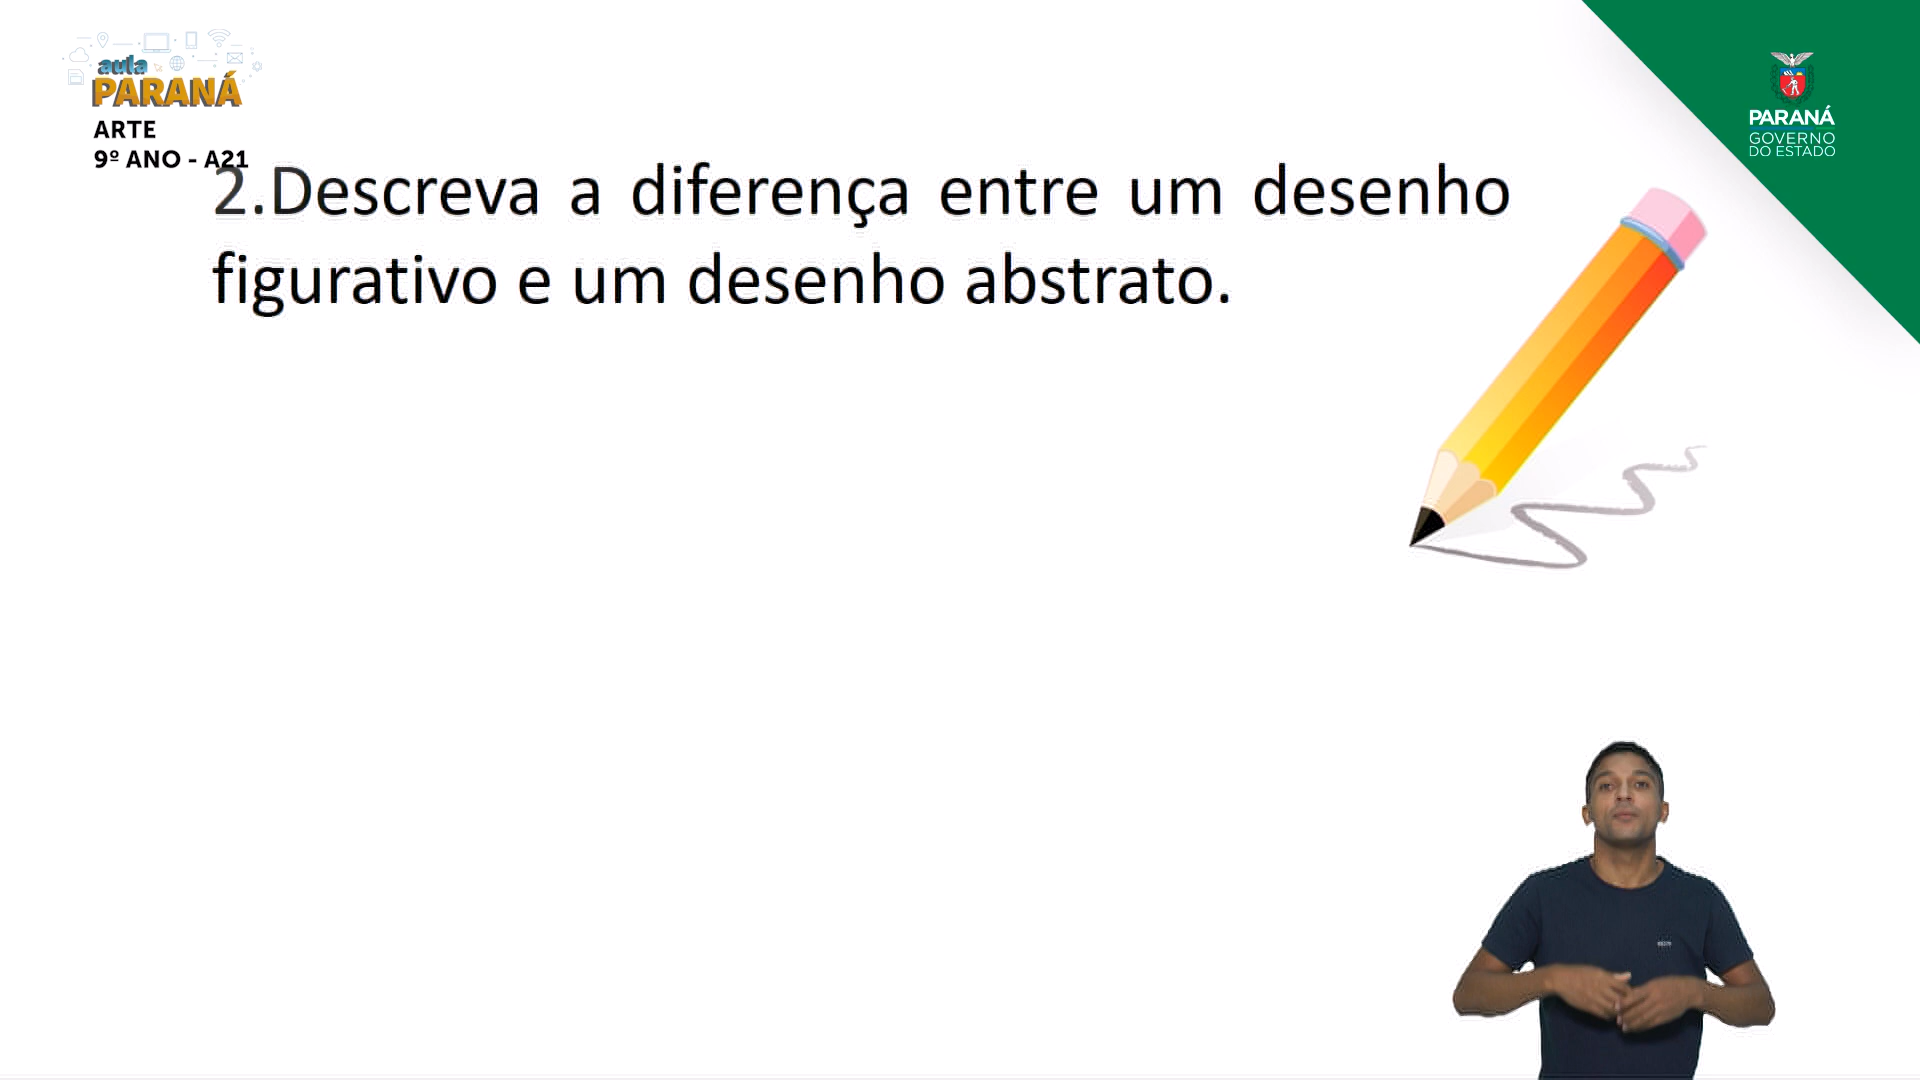 aula
PARANÁ
ARTE
9º ANO - A21
PARANÁ
GOVERNO
DO ESTADO
2.Descreva a diferença entre um desenho
figurativo e um desenho abstrato.